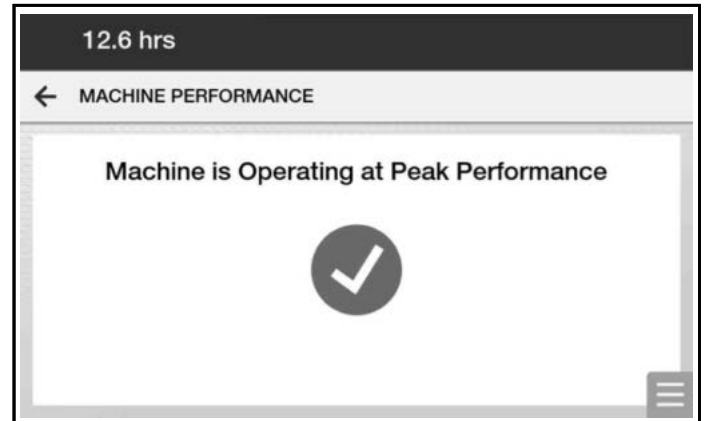 12.6 hrs
MACHINE PERFORMANCE
Machine is Operating at Peak Performance